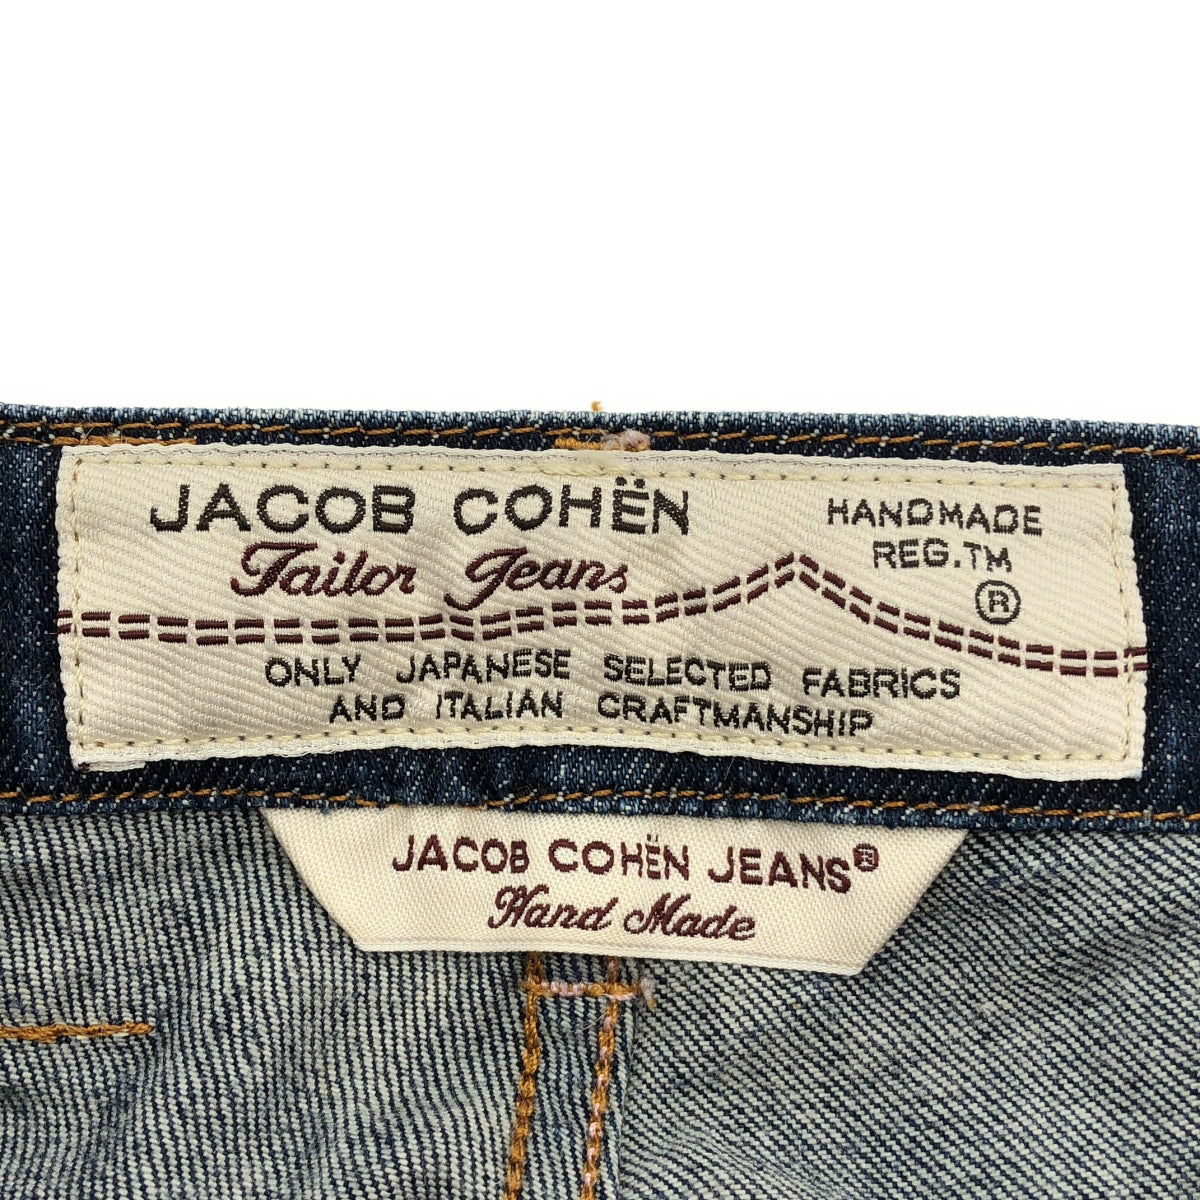 JACOB COHËN
Tailor Jeans
HANDMADE
REG.TM
®
ONLY JAPANESE SELECTED FABRICS
AND ITALIAN CRAFTMANSHIP
JACOB COHËN JEANS®
Hand Made